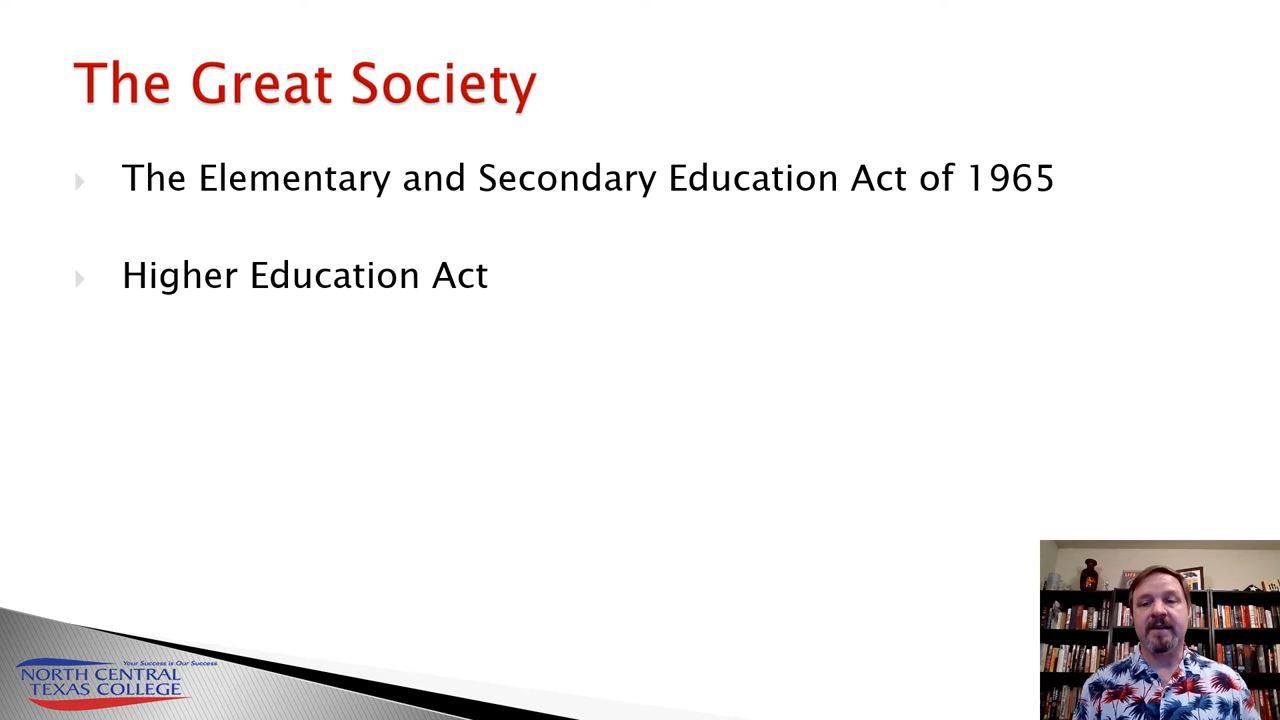 The Great Society
The Elementary and Secondary Education Act of 1965
Higher Education Act
Your Success is Our Success
NORTH CENTRAL
TEXAS COLLEGE